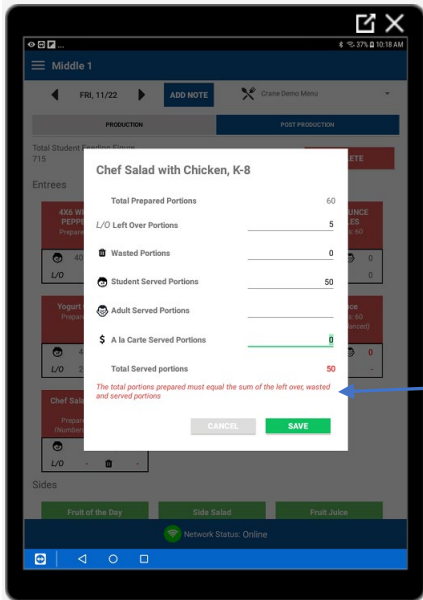 37% 10:18 AM
Middle 1
FRI, 11/22
ADD NOTE
Crane Demo Menu
PRODUCTION
POST PRODUCTION
Total Student Feeding Figure
715
Entrees
Chef Salad with Chicken, K-8
Total Prepared Portions 60
L/O Left Over Portions 5
Wasted Portions 0
Student Served Portions 50
Adult Served Portions
$ A la Carte Served Portions 0
Total Served portions 50
The total portions prepared must equal the sum of the left over, wasted
and served portions
CANCEL
SAVE
L/O
L/O
Yogurt
Chef
L/O - -
Sides
Fruit of the Day
Side Salad
Fruit Juice
Network Status: Online